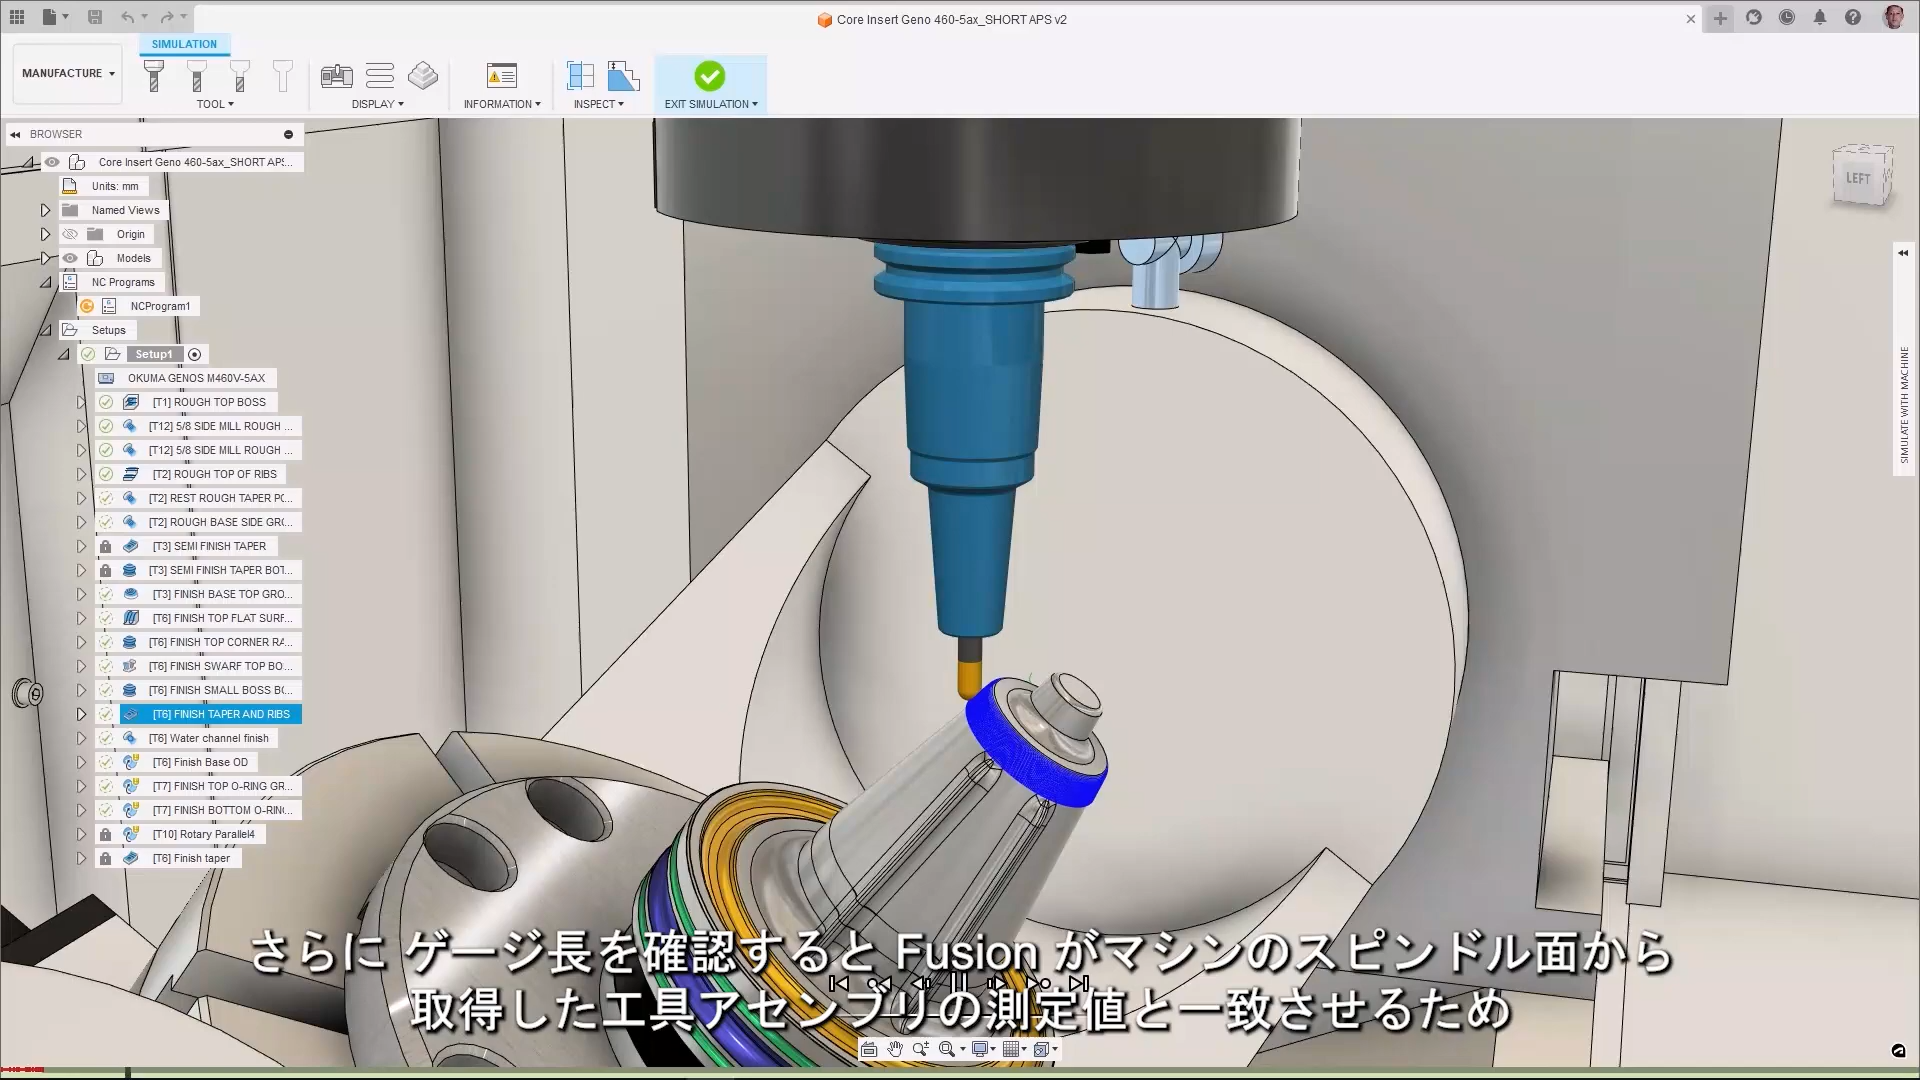 Core Insert Geno 460-5ax_SHORT APS v2
MANUFACTURE
SIMULATION
TOOL
DISPLAY
INFORMATION
INSPECT
EXIT SIMULATION
BROWSER
Core Insert Geno 460-5ax_SHORT APS...
Units: mm
Named Views
Origin
Models
NC Programs
NCProgram1
Setups
Setup1
OKUMA GENOS M460V-5AX
[T1] ROUGH TOP BOSS
[T12] 5/8 SIDE MILL ROUGH ...
[T12] 5/8 SIDE MILL ROUGH ...
[T2] ROUGH TOP OF RIBS
[T2] REST ROUGH TAPER PO...
[T2] ROUGH BASE SIDE GRO...
[T3] SEMI FINISH TAPER
[T3] SEMI FINISH TAPER BOT...
[T3] FINISH BASE TOP GRO...
[T6] FINISH TOP FLAT SURF...
[T6] FINISH TOP CORNER RA...
[T6] FINISH SWARF TOP BO...
[T6] FINISH SMALL BOSS BO...
[T6] FINISH TAPER AND RIBS
[T6] Water channel finish
[T6] Finish Base OD
[T7] FINISH TOP O-RING GR...
[T7] FINISH BOTTOM O-RIN...
[T10] Rotary Parallel4
[T6] Finish taper
LEFT
SIMULATE WITH MACHINE
さらに ゲージ長を確認すると Fusion がマシンのスピンドル面から
取得した工具アセンブリの測定値と一致させるため